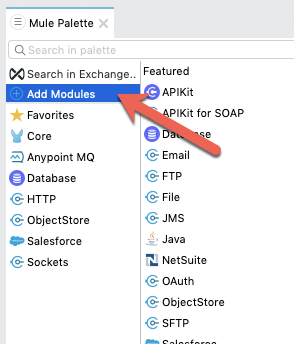 Mule Palette
Search in palette
Search in Exchange..
Add Modules
Favorites
Core
Anypoint MQ
Database
HTTP
ObjectStore
Salesforce
Sockets
Featured
APIKit
APIKit for SOAP
Database
Email
FTP
File
JMS
Java
NetSuite
OAuth
ObjectStore
SFTP
Salesforce